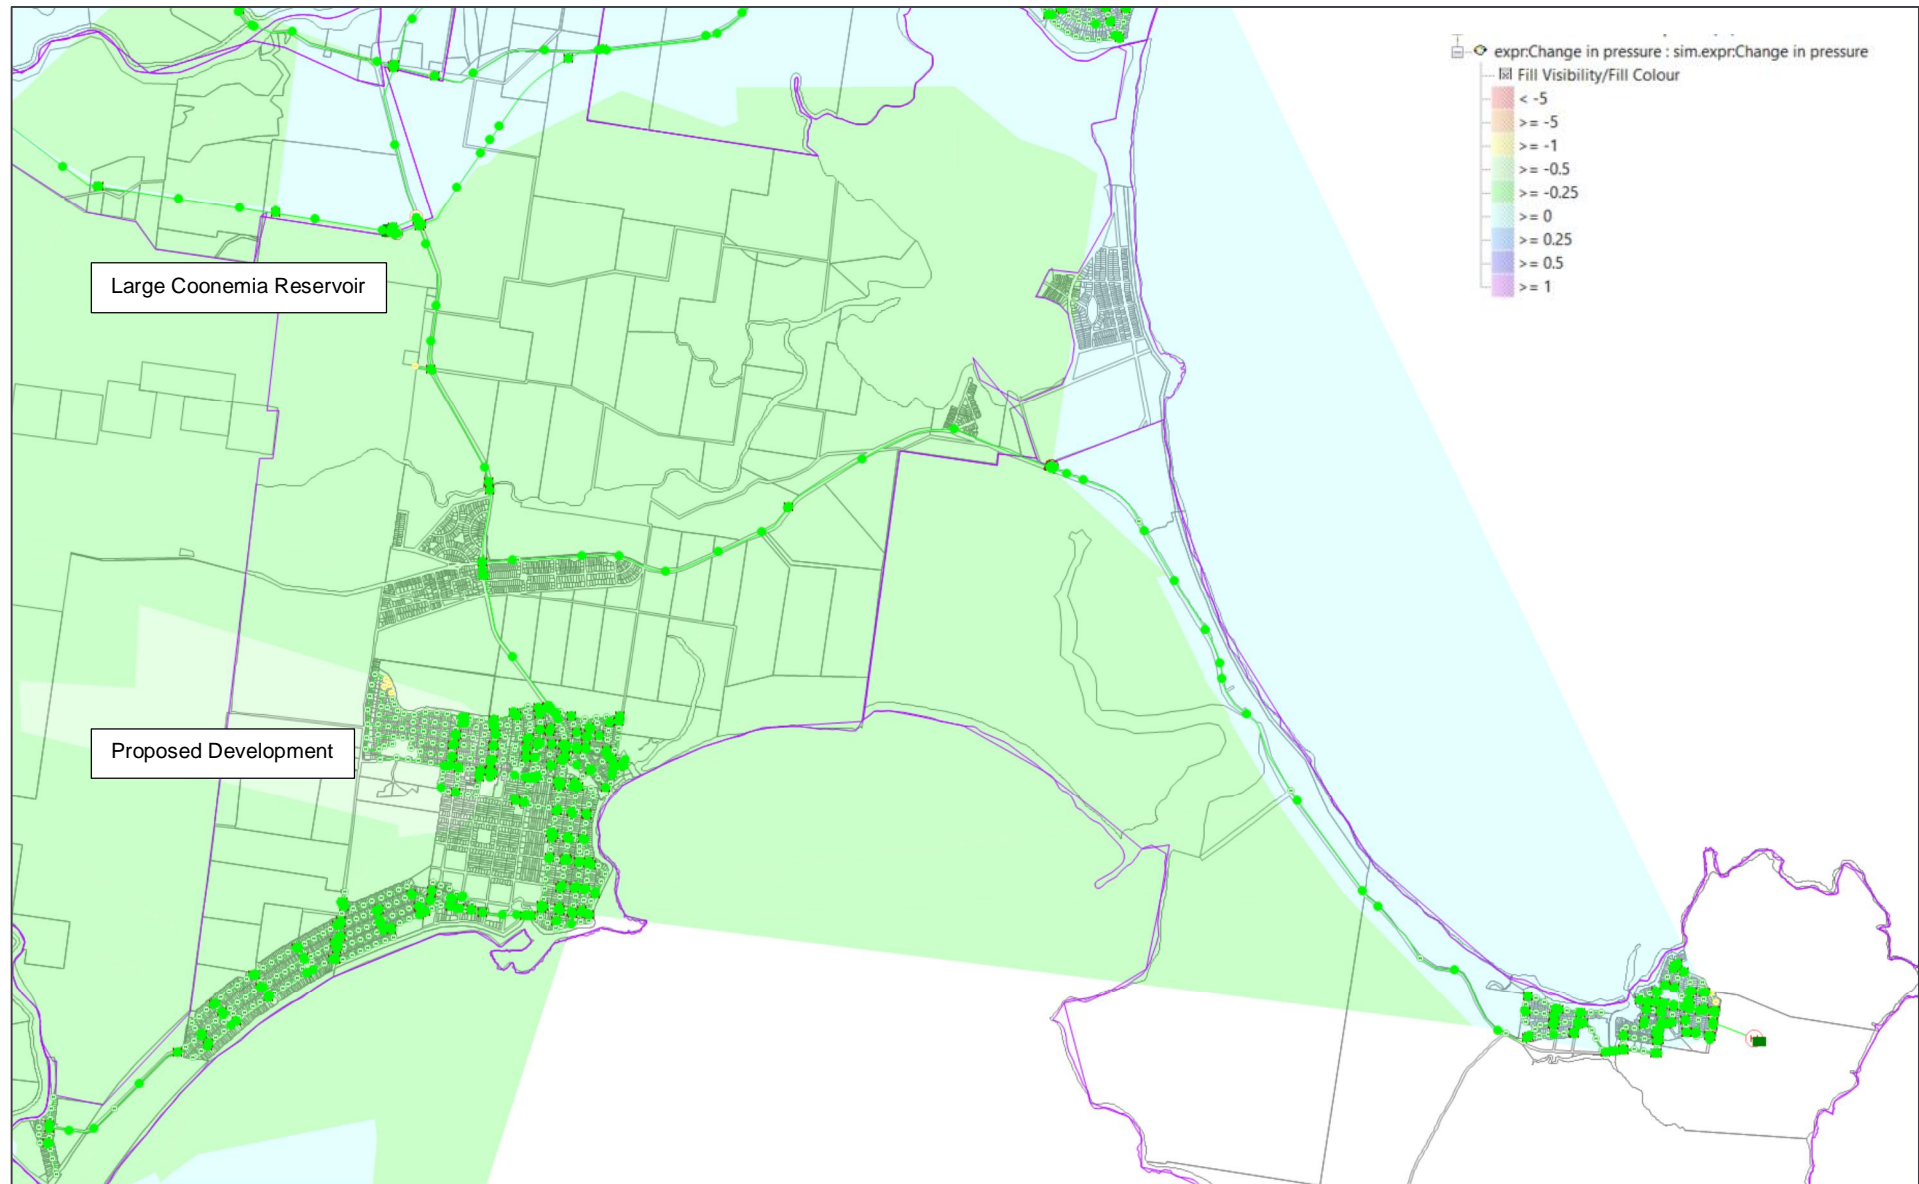 expr:Change in pressure : sim.expr:Change in pressure
Fill Visibility/Fill Colour
< -5
>= -5
>= -1
>= -0.5
>= -0.25
>= 0
>= 0.25
>= 0.5
>= 1
Large Coonemia Reservoir
Proposed Development